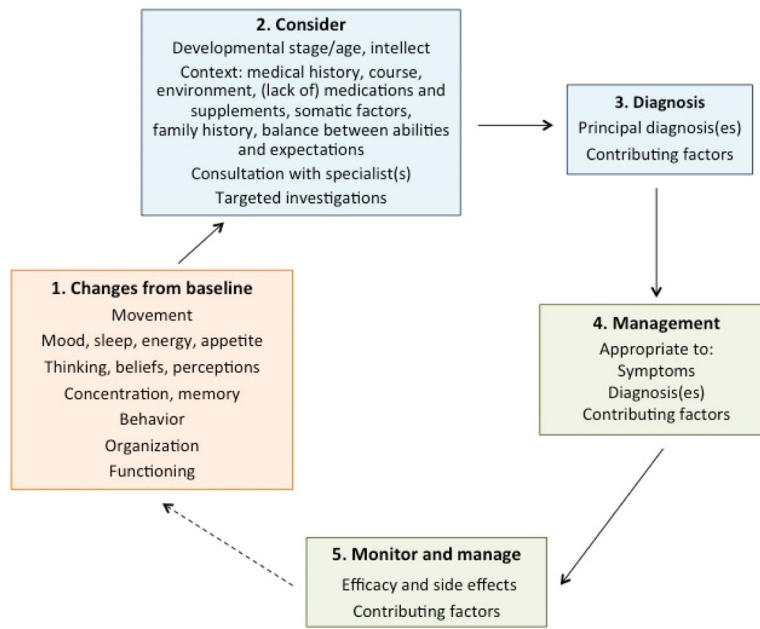 2. Consider
Developmental stage/age, intellect
Context: medical history, course,
environment, (lack of) medications and
supplements, somatic factors,
family history, balance between abilities
and expectations
Consultation with specialist(s)
Targeted investigations
3. Diagnosis
Principal diagnosis(es)
Contributing factors
1. Changes from baseline
Movement
Mood, sleep, energy, appetite
Thinking, beliefs, perceptions
Concentration, memory
Behavior
Organization
Functioning
4. Management
Appropriate to:
Symptoms
Diagnosis(es)
Contributing factors
5. Monitor and manage
Efficacy and side effects
Contributing factors